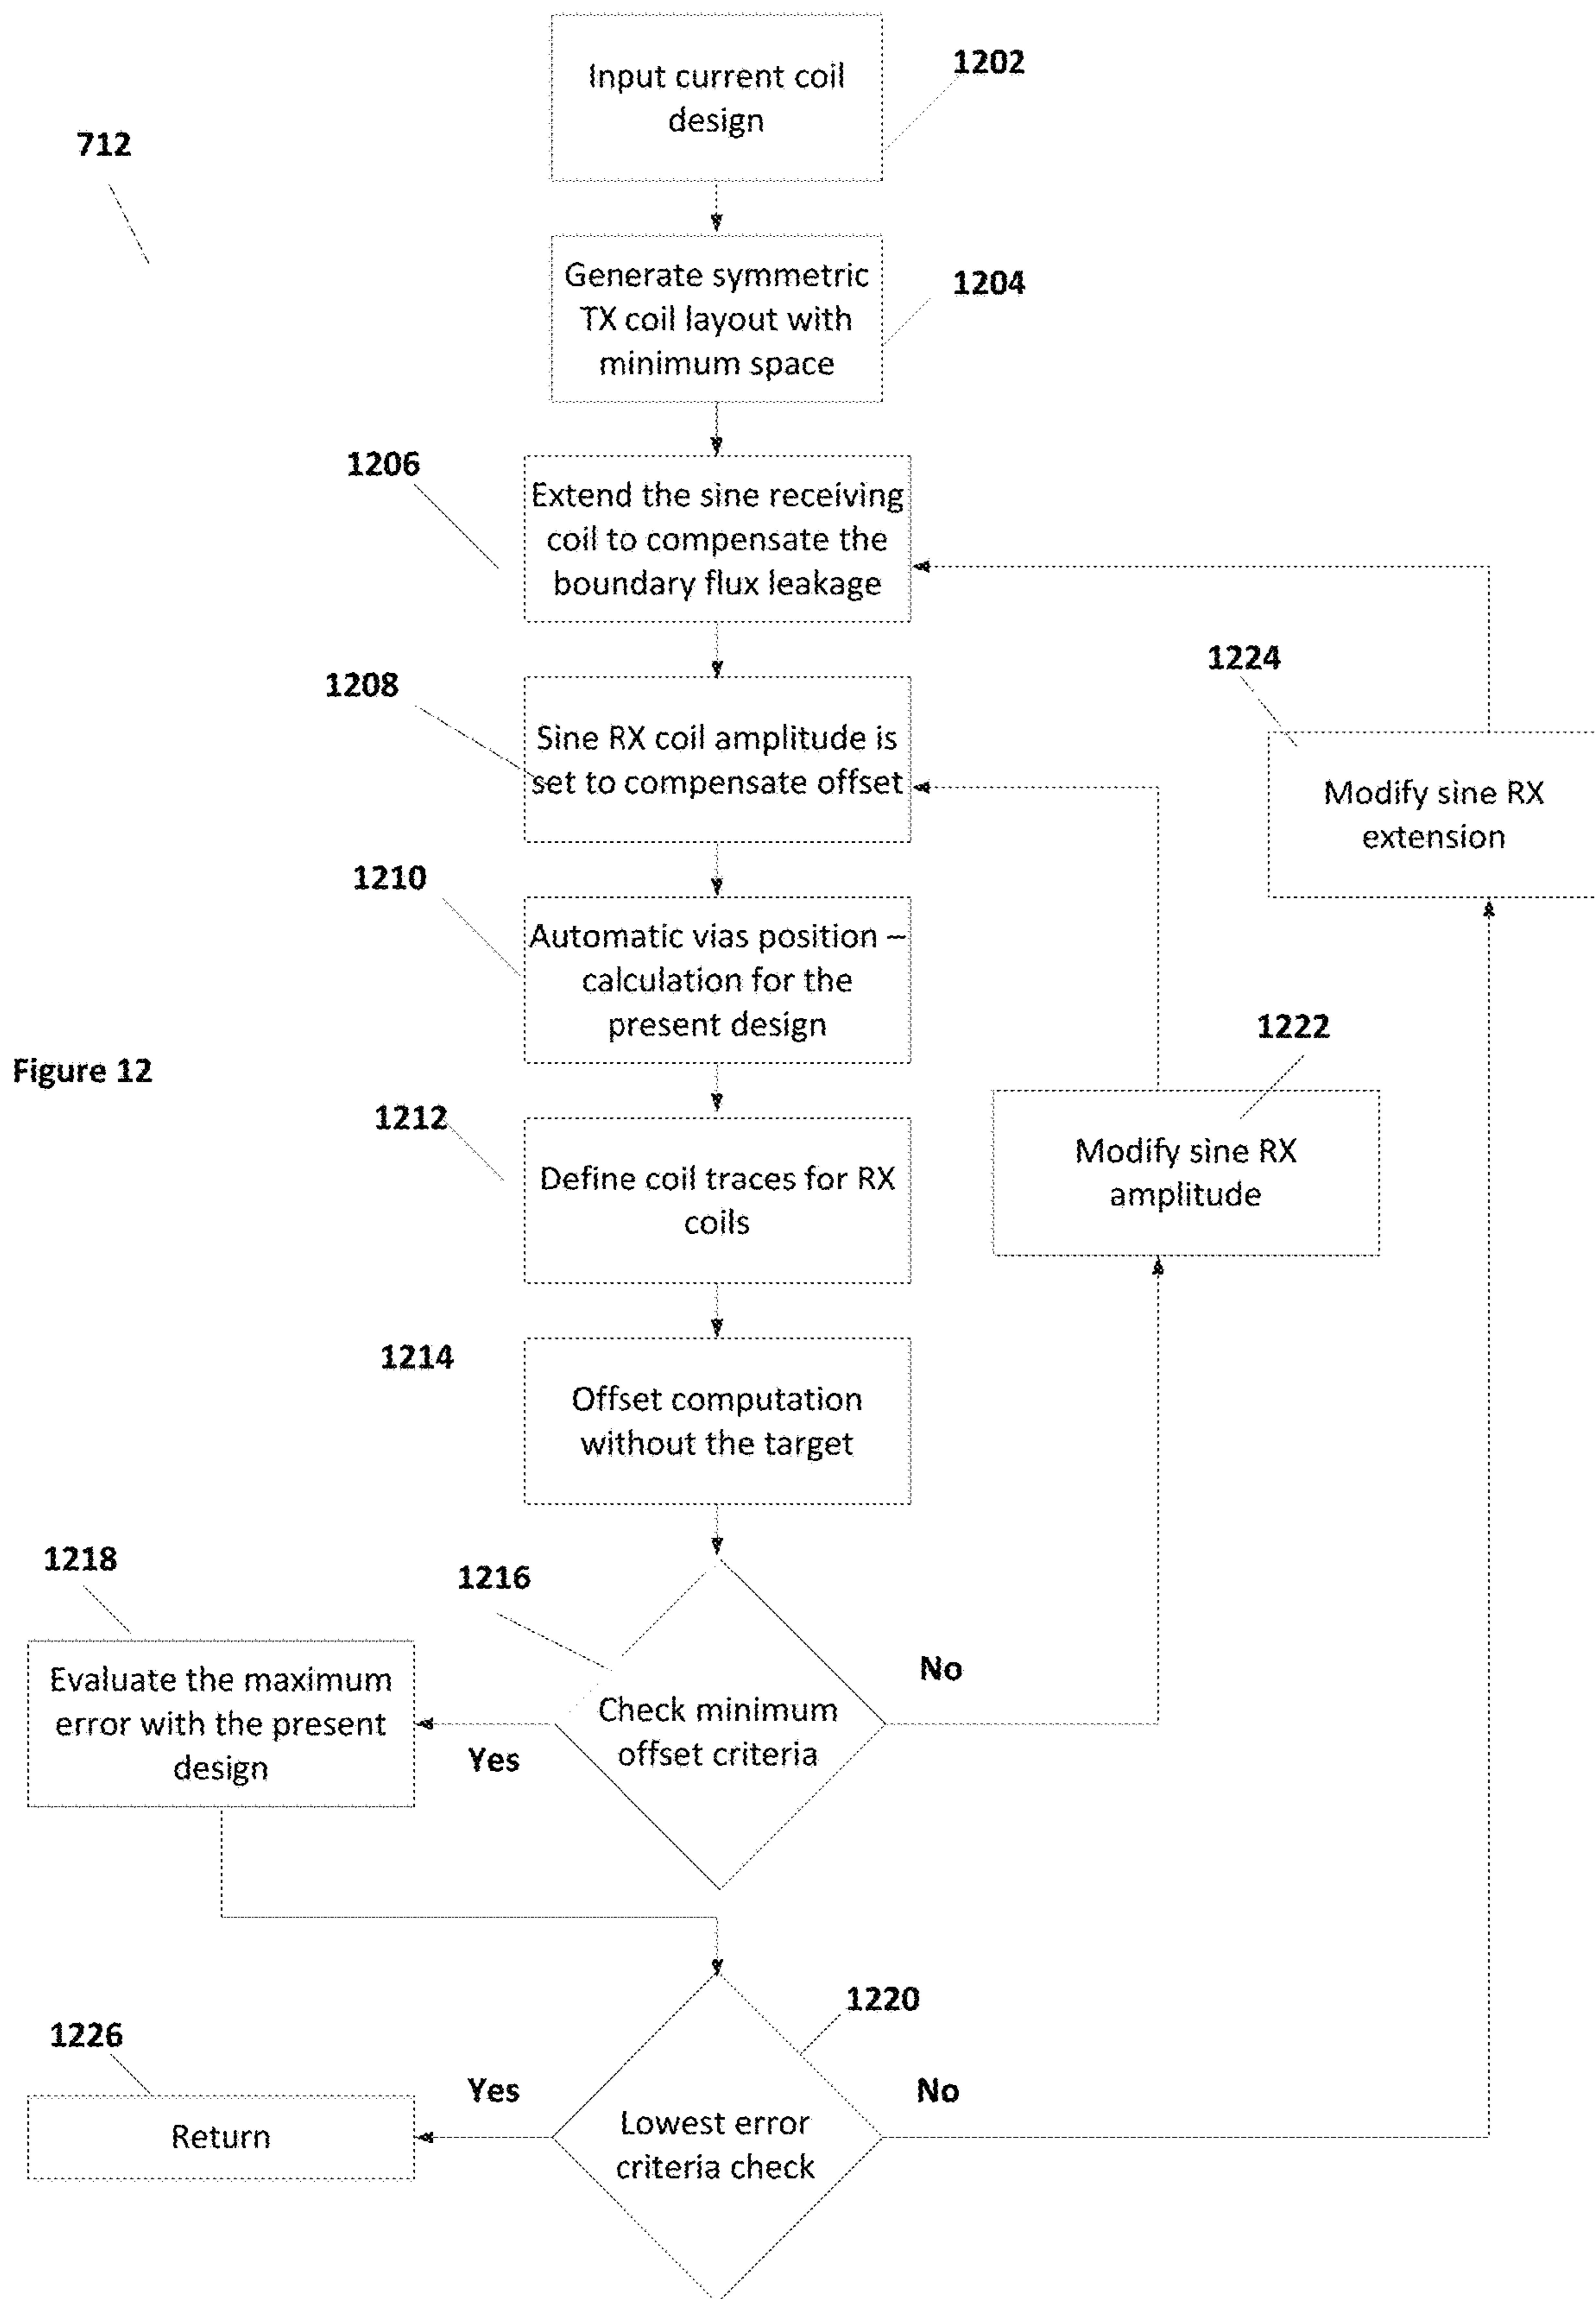 1202
Input current coil
design
712
1204
Generate symmetric
TX coil layout with
minimum space
1206
Extend the sine receiving
coil to compensate the
boundary flux leakage
1224
1208
Sine RX coil amplitude is
set to compensate offset
Modify sine RX
extension
1210
Automatic vias position –
calculation for the
present design
1222
Figure 12
1212
Define coil traces for RX
coils
Modify sine RX
amplitude
1214
Offset computation
without the target
1218
1216
Evaluate the maximum
error with the present
design
Check minimum
offset criteria
No
Yes
1220
1226
Yes
No
Return
Lowest error
criteria check